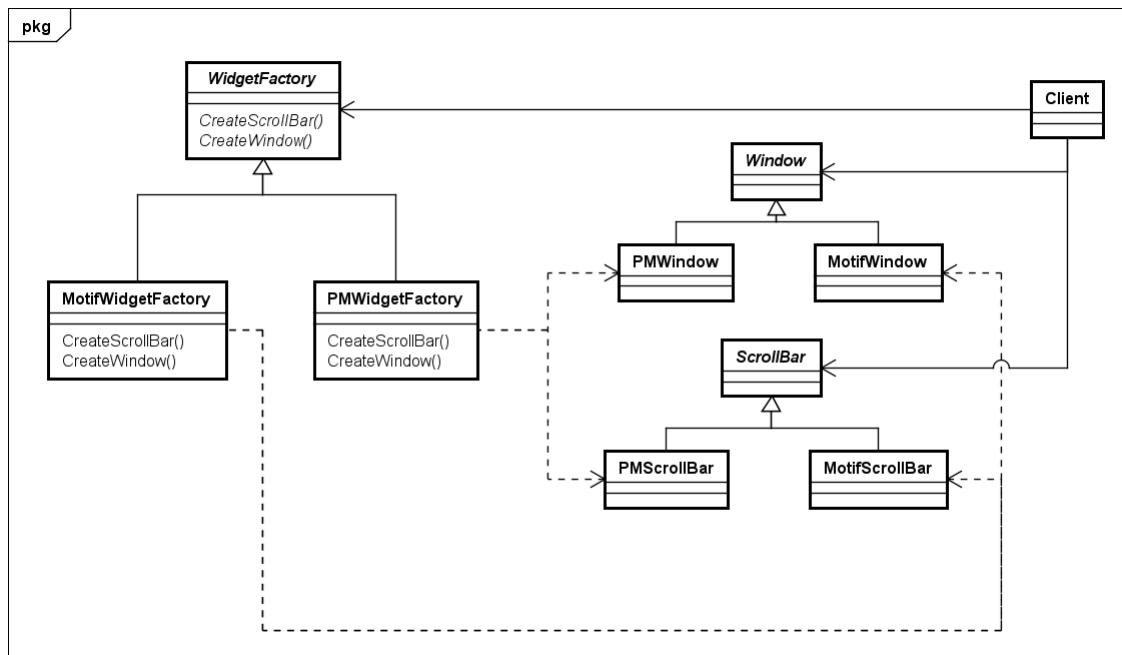 pkg
WidgetFactory
CreateScrollBar()
CreateWindow()
Client
Window
PMWindow
MotifWindow
MotifWidgetFactory
CreateScrollBar()
CreateWindow()
PMWidgetFactory
CreateScrollBar()
CreateWindow()
ScrollBar
PMScrollBar
MotifScrollBar